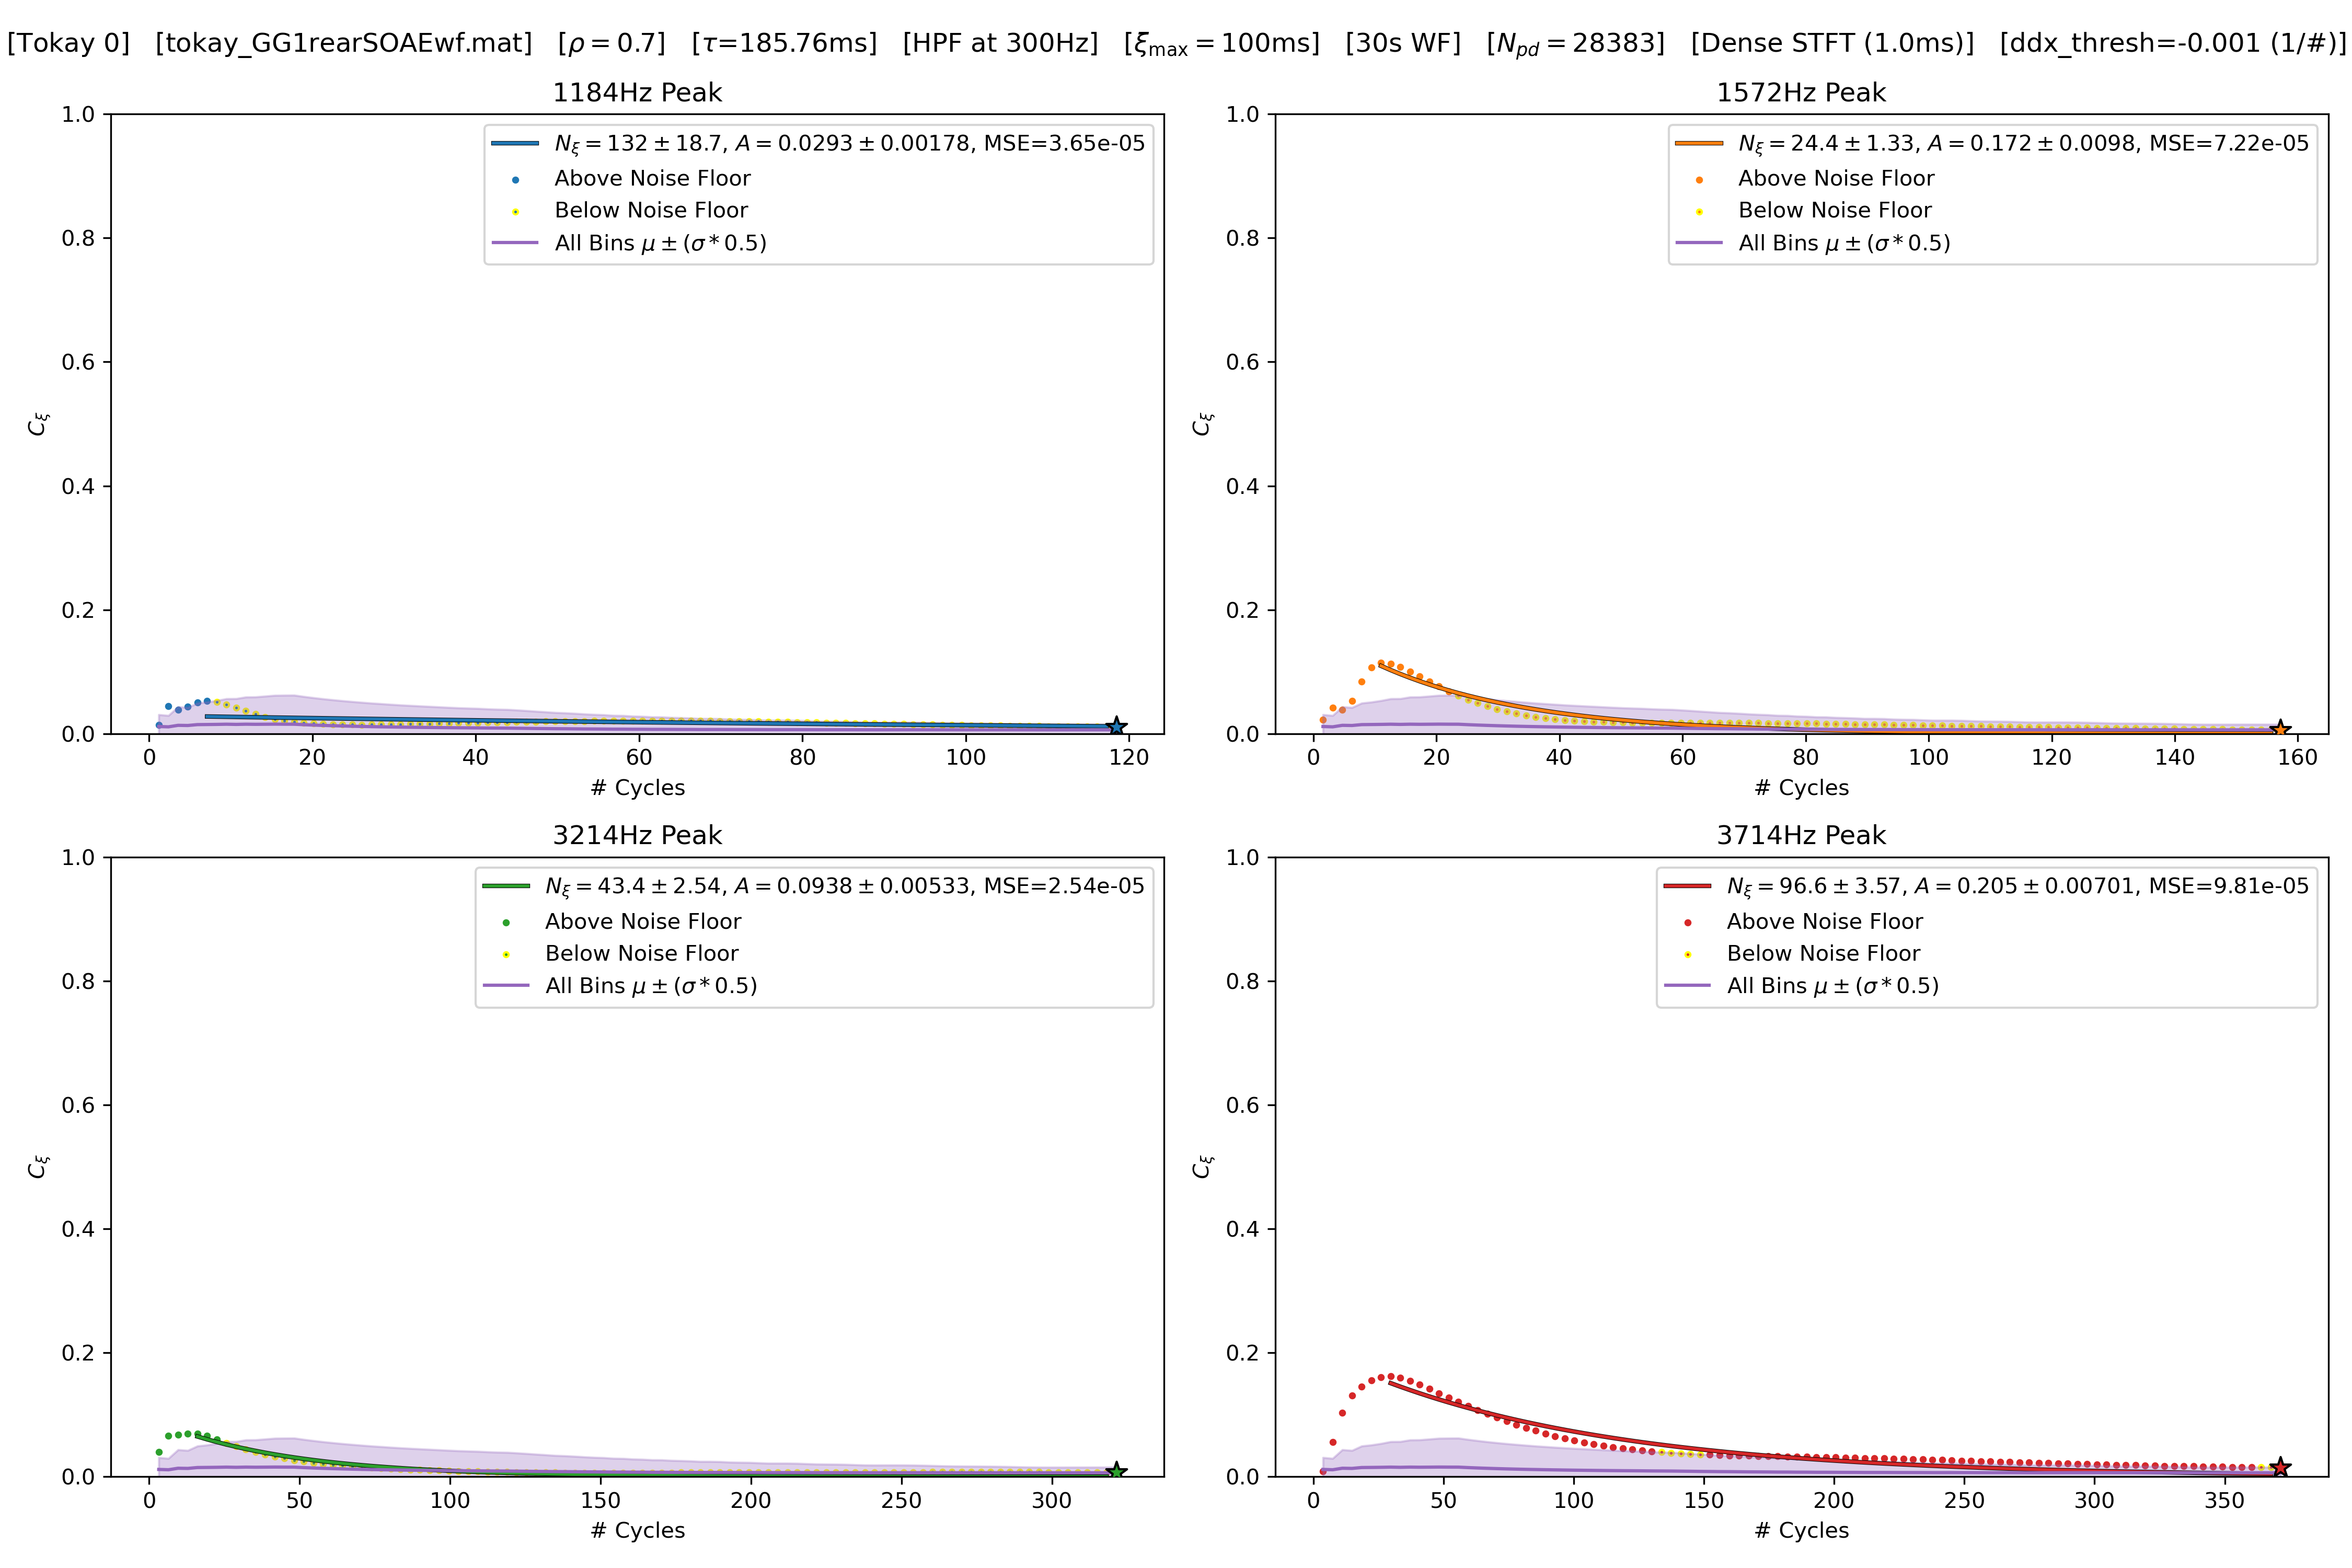 [Tokay 0] [tokay_GG1rearSOAEwf.mat] [ρ = 0.7] [τ=185.76ms] [HPF at 300Hz] [ξmax = 100ms] [30s WF] [Npd = 28383] [Dense STFT (1.0ms)] [ddx_thresh=-0.001 (1/#)]
1184Hz Peak
Nξ = 132 ± 18.7, A = 0.0293 ± 0.00178, MSE=3.65e-05
Above Noise Floor
Below Noise Floor
All Bins μ ± (σ * 0.5)
1.0
0.8
0.6
0.4
0.2
0.0
Cξ
0 20 40 60 80 100 120
# Cycles
1572Hz Peak
Nξ = 24.4 ± 1.33, A = 0.172 ± 0.0098, MSE=7.22e-05
Above Noise Floor
Below Noise Floor
All Bins μ ± (σ * 0.5)
1.0
0.8
0.6
0.4
0.2
0.0
Cξ
0 20 40 60 80 100 120 140 160
# Cycles
3214Hz Peak
Nξ = 43.4 ± 2.54, A = 0.0938 ± 0.00533, MSE=2.54e-05
Above Noise Floor
Below Noise Floor
All Bins μ ± (σ * 0.5)
1.0
0.8
0.6
0.4
0.2
0.0
Cξ
0 50 100 150 200 250 300
# Cycles
3714Hz Peak
Nξ = 96.6 ± 3.57, A = 0.205 ± 0.00701, MSE=9.81e-05
Above Noise Floor
Below Noise Floor
All Bins μ ± (σ * 0.5)
1.0
0.8
0.6
0.4
0.2
0.0
Cξ
0 50 100 150 200 250 300 350
# Cycles